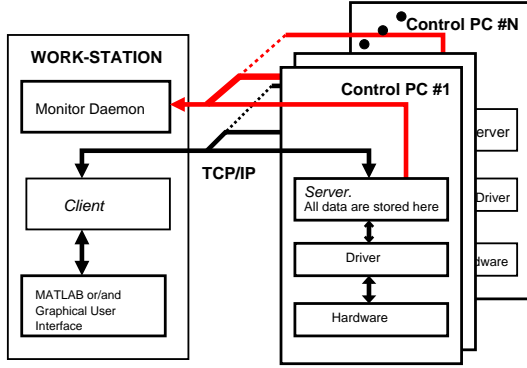 WORK-STATION
Monitor Daemon
Client
MATLAB or/and
Graphical User
Interface
TCP/IP
Control PC #1
Server.
All data are stored here
Driver
Hardware
Control PC #N
erver
Driver
dware